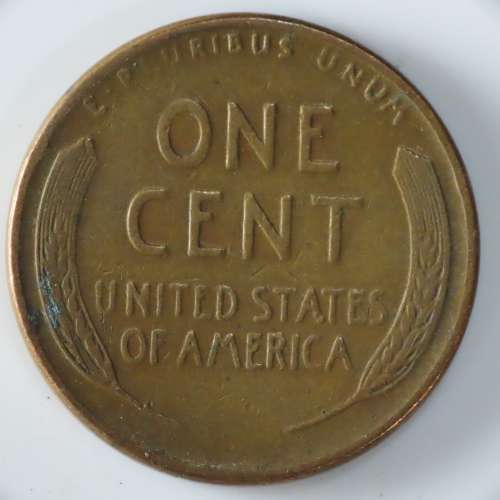 E·PLURIBUS UNUM
ONE
CENT
UNITED STATES
OF AMERICA